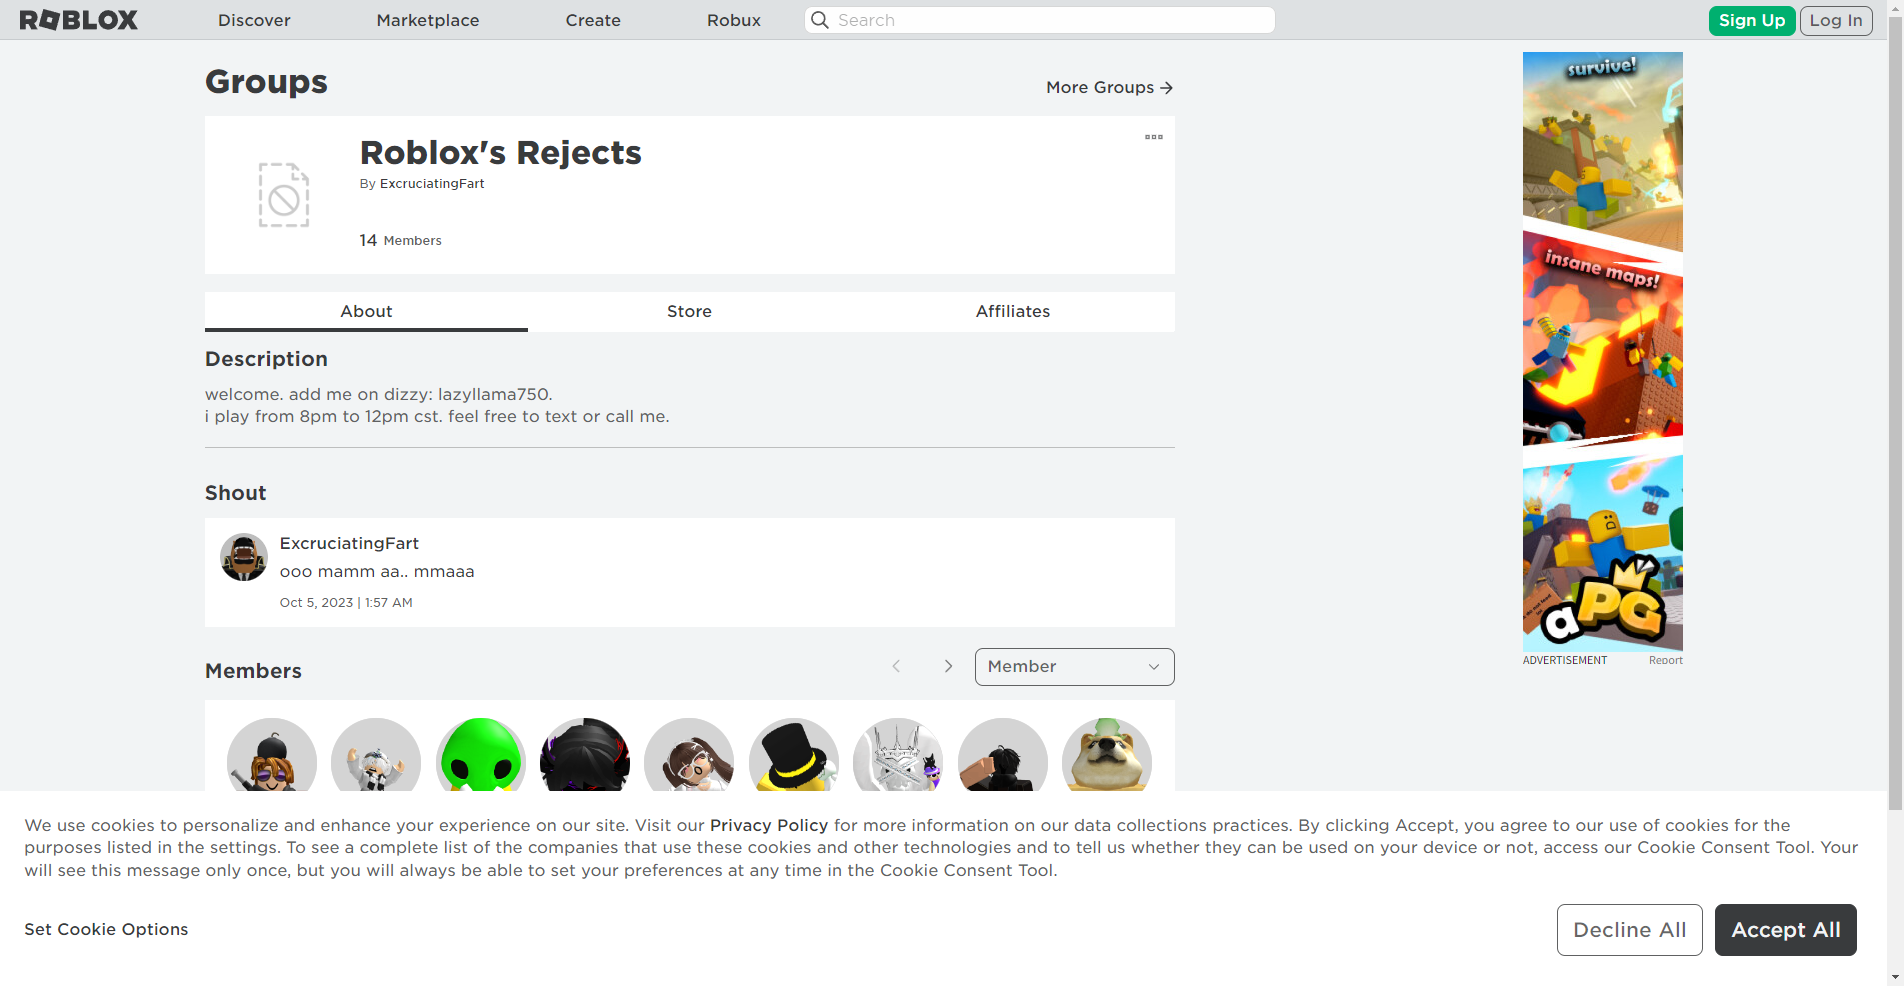 ROBLOX
Discover
Marketplace
Create
Robux
Search
Sign Up
Log In
Groups
More Groups
Roblox's Rejects
By ExcruciatingFart
14 Members
About
Store
Affiliates
Description
welcome. add me on dizzy: lazyllama750.
i play from 8pm to 12pm cst. feel free to text or call me.
Shout
ExcruciatingFart
ooo mamm aa.. mmaaa
Oct 5, 2023 | 1:57 AM
Members
Member
survive!
insane maps!
aPG
ADVERTISEMENT
Report
We use cookies to personalize and enhance your experience on our site. Visit our Privacy Policy for more information on our data collections practices. By clicking Accept, you agree to our use of cookies for the
purposes listed in the settings. To see a complete list of the companies that use these cookies and other technologies and to tell us whether they can be used on your device or not, access our Cookie Consent Tool. Your
will see this message only once, but you will always be able to set your preferences at any time in the Cookie Consent Tool.
Set Cookie Options
Decline All
Accept All